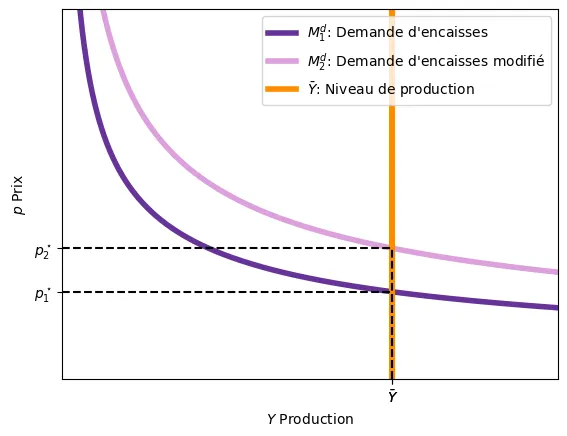 M₁ᵈ: Demande d'encaisses
M₂ᵈ: Demande d'encaisses modifié
Ȳ: Niveau de production
p Prix
p₂*
p₁*
Ȳ
Y Production